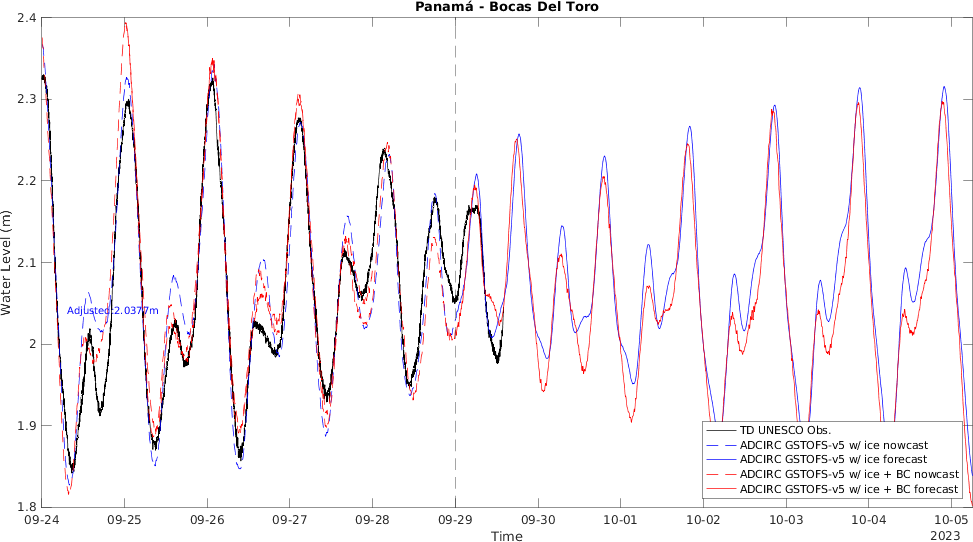 Panamá - Bocas Del Toro
Water Level (m)
2.4
2.3
2.2
2.1
2
1.9
1.8
Adjusted:2.0377m
TD UNESCO Obs.
ADCIRC GSTOFS-v5 w/ ice nowcast
ADCIRC GSTOFS-v5 w/ ice forecast
ADCIRC GSTOFS-v5 w/ ice + BC nowcast
ADCIRC GSTOFS-v5 w/ ice + BC forecast
09-24 09-25 09-26 09-27 09-28 09-29 09-30 10-01 10-02 10-03 10-04 10-05
2023
Time